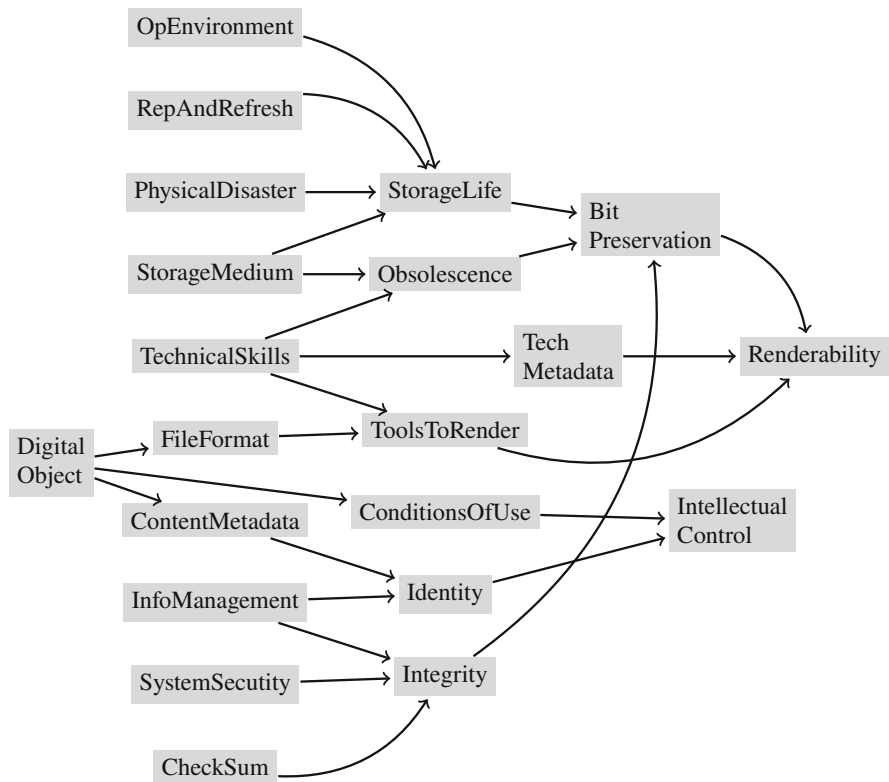 OpEnvironment
RepAndRefresh
PhysicalDisaster
StorageLife
Bit
Preservation
StorageMedium
Obsolescence
TechnicalSkills
Tech
Metadata
Renderability
FileFormat
ToolsToRender
Digital
Object
ContentMetadata
ConditionsOfUse
Intellectual
Control
InfoManagement
Identity
SystemSecutity
Integrity
CheckSum